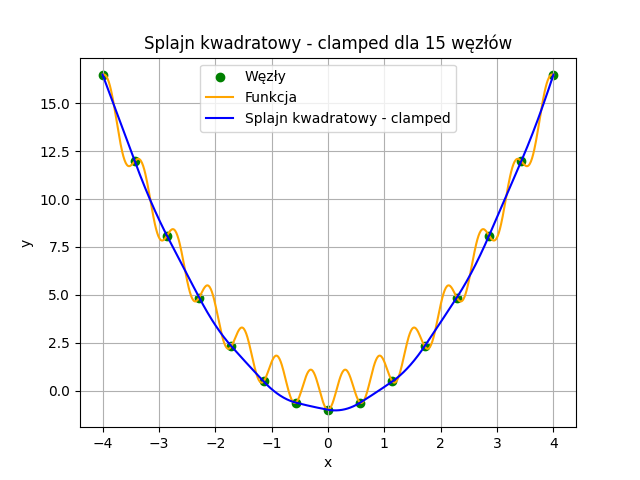 Splajn kwadratowy - clamped dla 15 węzłów
Węzły
Funkcja
Splajn kwadratowy - clamped
15.0
12.5
10.0
7.5
5.0
2.5
0.0
y
−4 −3 −2 −1 0 1 2 3 4
x